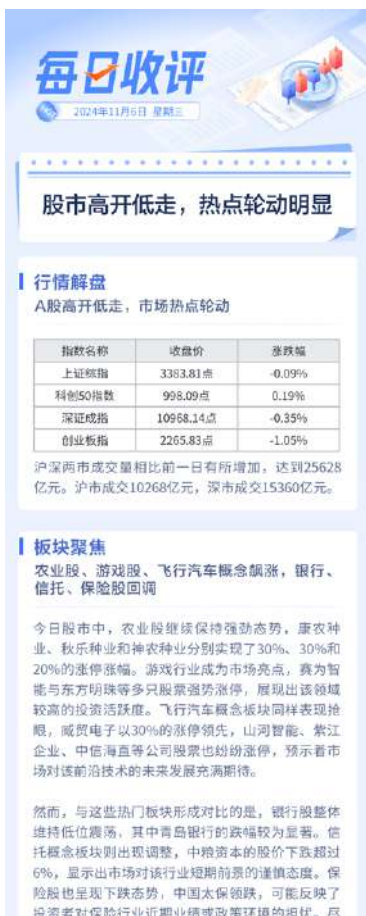 每日收评
2024年11月6日 星期三
股市高开低走，热点轮动明显
行情解盘
A股高开低走，市场热点轮动
指数名称 收盘价 涨跌幅
上证综指 3383.81点 -0.09%
科创50指数 998.09点 0.19%
深证成指 10968.14点 -0.35%
创业板指 2265.83点 -1.05%
沪深两市成交量相比前一日有所增加，达到25628
亿元。沪市成交10268亿元，深市成交15360亿元。
板块聚焦
农业股、游戏股、飞行汽车概念飙涨，银行、
信托、保险股回调
今日股市中，农业股继续保持强劲态势，康农种
业、秋乐种业和神农种业分别实现了30%、30%和
20%的涨停涨幅。游戏行业成为市场亮点，赛为智
能与东方明珠等多只股票强势涨停，展现出该领域
较高的投资活跃度。飞行汽车概念板块同样表现抢
眼，威贸电子以30%的涨停领先，山河智能、紫江
企业、中信海直等公司股票也纷纷涨停，预示着市
场对该前沿技术的未来发展充满期待。
然而，与这些热门板块形成对比的是，银行股整体
维持低位震荡，其中青岛银行的跌幅较为显著。信
托概念板块则出现调整，中粮资本的股价下跌超过
6%，显示出市场对该行业短期前景的谨慎态度。保
险股也呈现下跌态势，中国太保领跌，可能反映了
投资者对保险行业近期业绩或政策环境的担忧。尽